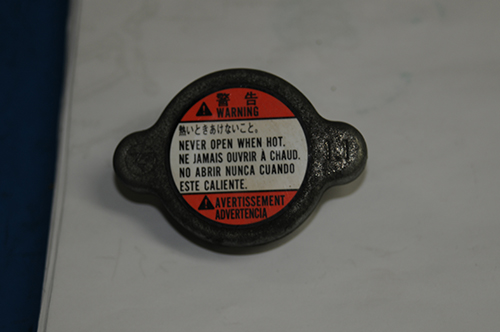 警告
WARNING
熱いときあけないこと。
NEVER OPEN WHEN HOT.
NE JAMAIS OUVRIR À CHAUD.
NO ABRIR NUNCA CUANDO
ESTE CALIENTE.
AVERTISSEMENT
ADVERTENCIA